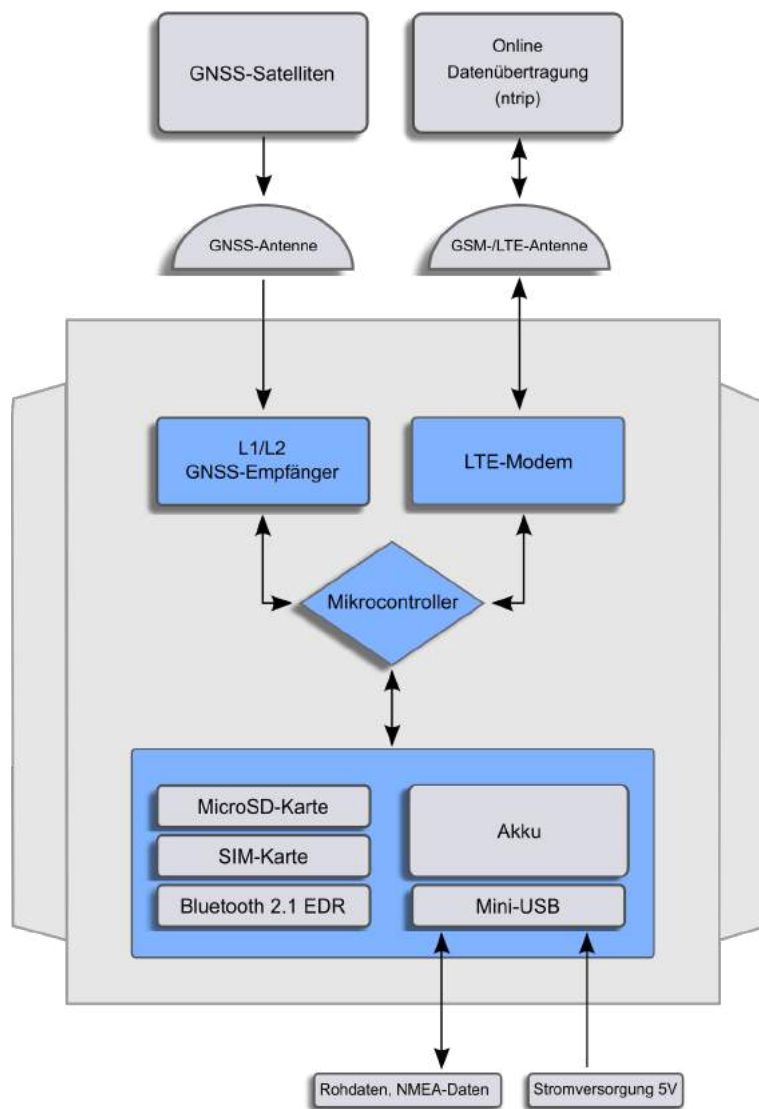 GNSS-Satelliten
Online
Datenübertragung
(ntrip)
GNSS-Antenne
GSM-/LTE-Antenne
L1/L2
GNSS-Empfänger
LTE-Modem
Mikrocontroller
MicroSD-Karte
SIM-Karte
Bluetooth 2.1 EDR
Akku
Mini-USB
Rohdaten, NMEA-Daten
Stromversorgung 5V